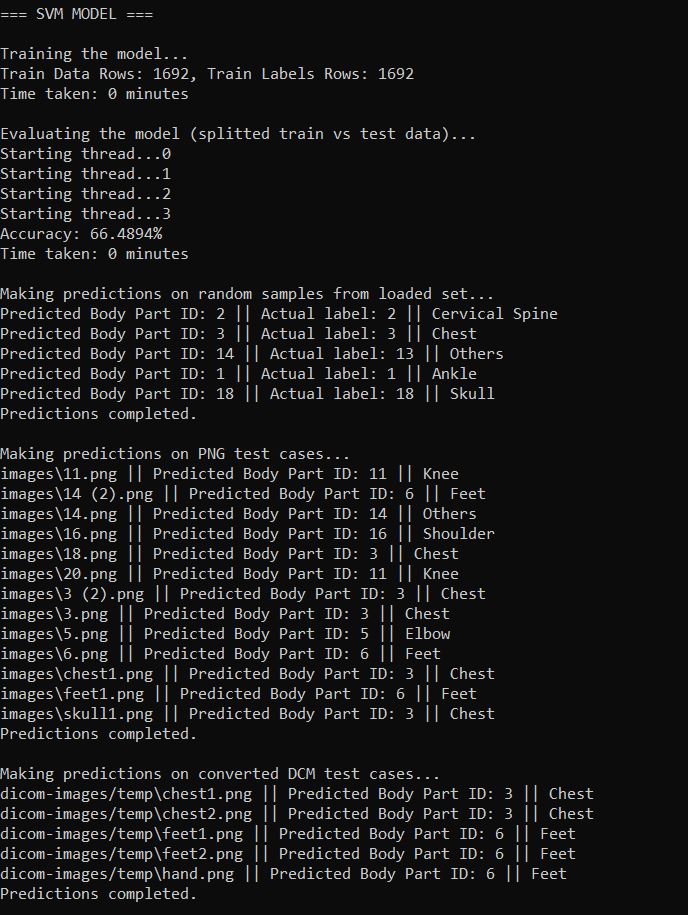 === SVM MODEL ===
Training the model...
Train Data Rows: 1692, Train Labels Rows: 1692
Time taken: 0 minutes
Evaluating the model (splitted train vs test data)...
Starting thread...0
Starting thread...1
Starting thread...2
Starting thread...3
Accuracy: 66.4894%
Time taken: 0 minutes
Making predictions on random samples from loaded set...
Predicted Body Part ID: 2 || Actual label: 2 || Cervical Spine
Predicted Body Part ID: 3 || Actual label: 3 || Chest
Predicted Body Part ID: 14 || Actual label: 13 || Others
Predicted Body Part ID: 1 || Actual label: 1 || Ankle
Predicted Body Part ID: 18 || Actual label: 18 || Skull
Predictions completed.
Making predictions on PNG test cases...
images\11.png || Predicted Body Part ID: 11 || Knee
images\14 (2).png || Predicted Body Part ID: 6 || Feet
images\14.png || Predicted Body Part ID: 14 || Others
images\16.png || Predicted Body Part ID: 16 || Shoulder
images\18.png || Predicted Body Part ID: 3 || Chest
images\20.png || Predicted Body Part ID: 11 || Knee
images\3 (2).png || Predicted Body Part ID: 3 || Chest
images\3.png || Predicted Body Part ID: 3 || Chest
images\5.png || Predicted Body Part ID: 5 || Elbow
images\6.png || Predicted Body Part ID: 6 || Feet
images\chest1.png || Predicted Body Part ID: 3 || Chest
images\feet1.png || Predicted Body Part ID: 6 || Feet
images\skull1.png || Predicted Body Part ID: 3 || Chest
Predictions completed.
Making predictions on converted DCM test cases...
dicom-images/temp\chest1.png || Predicted Body Part ID: 3 || Chest
dicom-images/temp\chest2.png || Predicted Body Part ID: 3 || Chest
dicom-images/temp\feet1.png || Predicted Body Part ID: 6 || Feet
dicom-images/temp\feet2.png || Predicted Body Part ID: 6 || Feet
dicom-images/temp\hand.png || Predicted Body Part ID: 6 || Feet
Predictions completed.